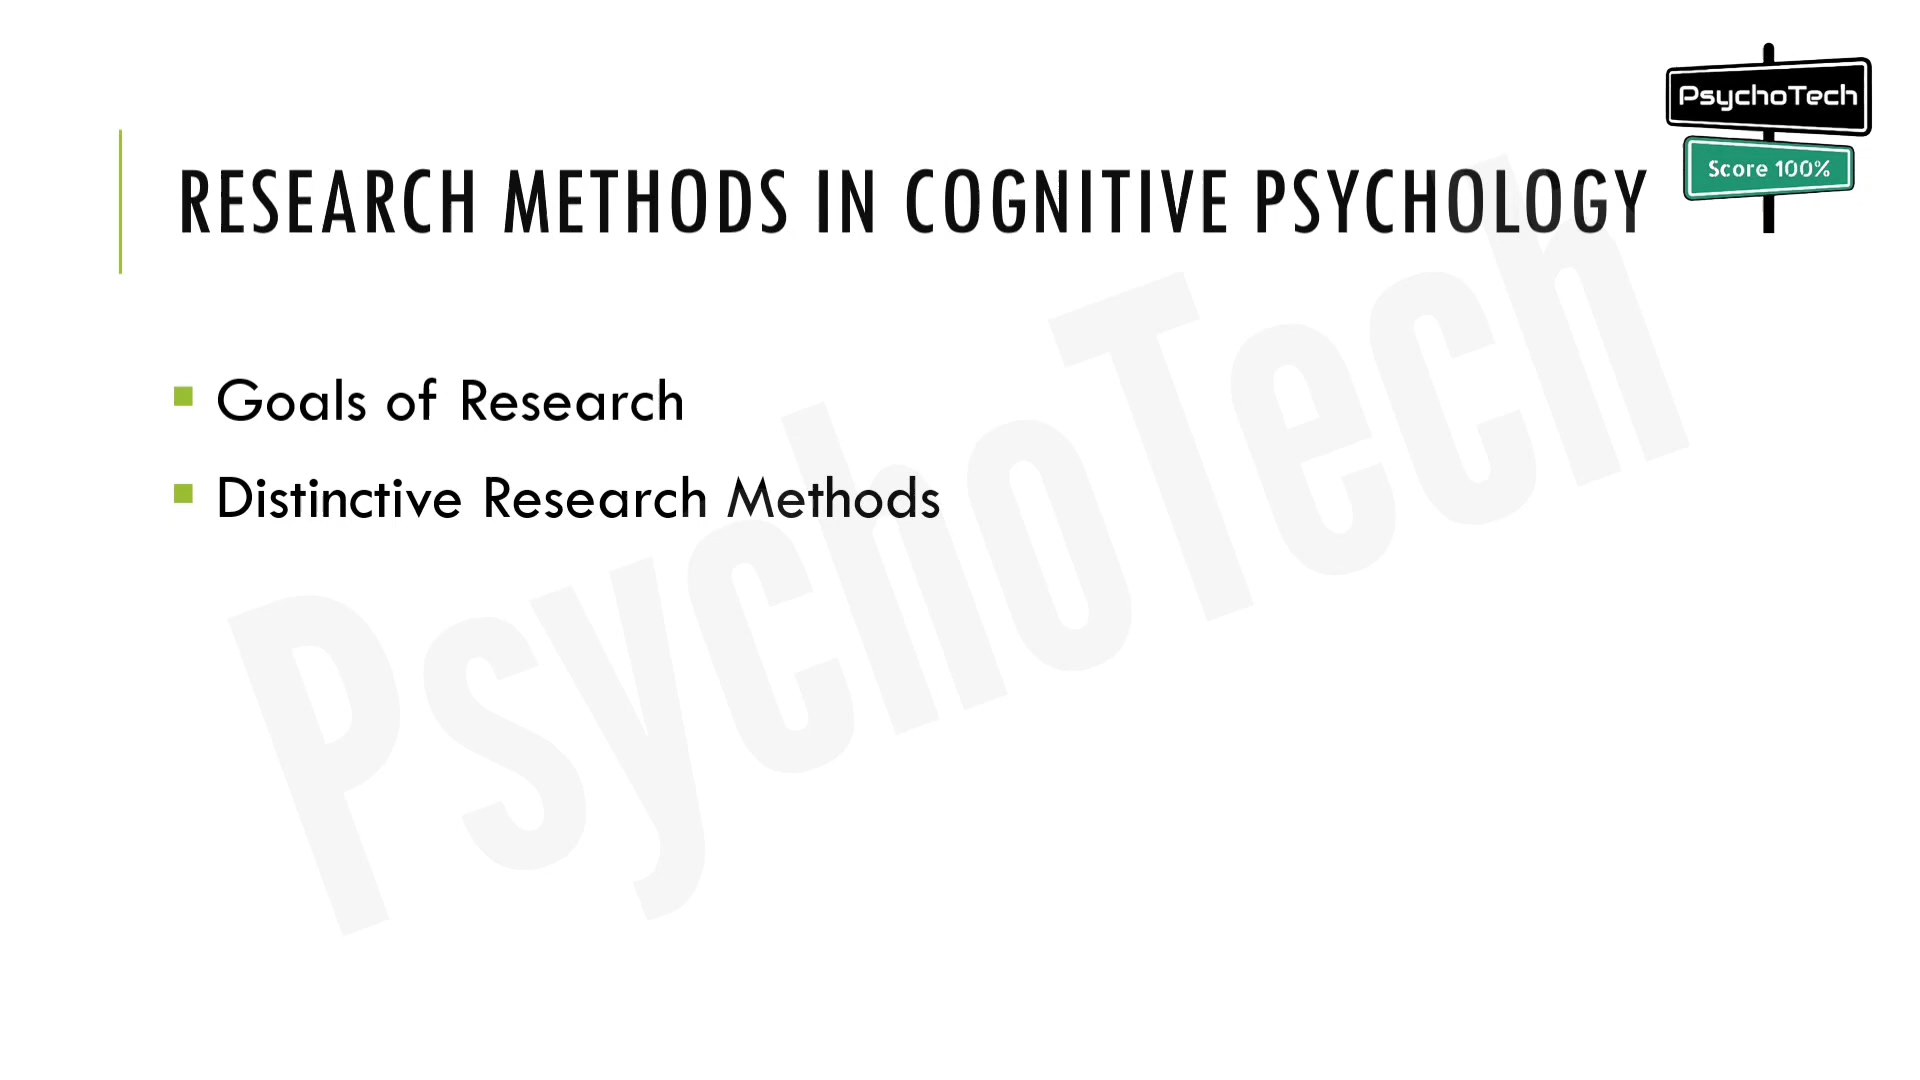 PsychoTech
Score 100%
RESEARCH METHODS IN COGNITIVE PSYCHOLOGY
Goals of Research
Distinctive Research Methods
PsychoTech